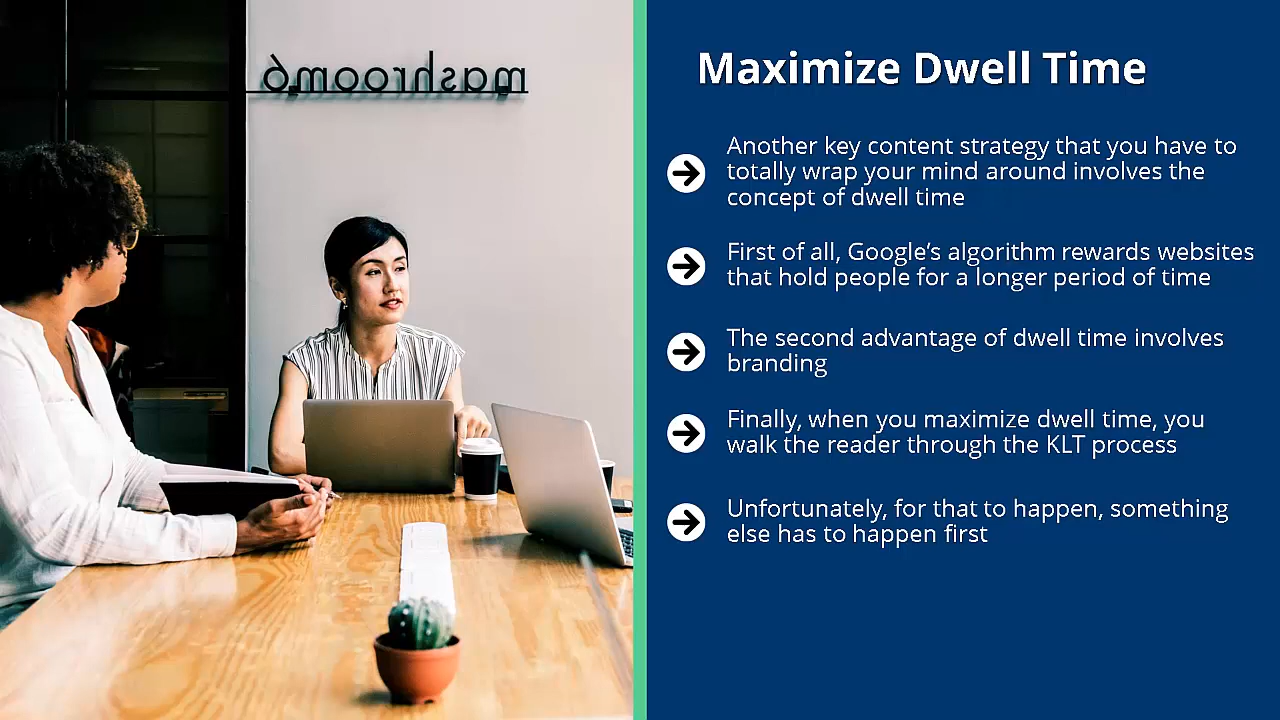 mashroom6
Maximize Dwell Time
Another key content strategy that you have to
totally wrap your mind around involves the
concept of dwell time
First of all, Google's algorithm rewards websites
that hold people for a longer period of time
The second advantage of dwell time involves
branding
Finally, when you maximize dwell time, you
walk the reader through the KLT process
Unfortunately, for that to happen, something
else has to happen first